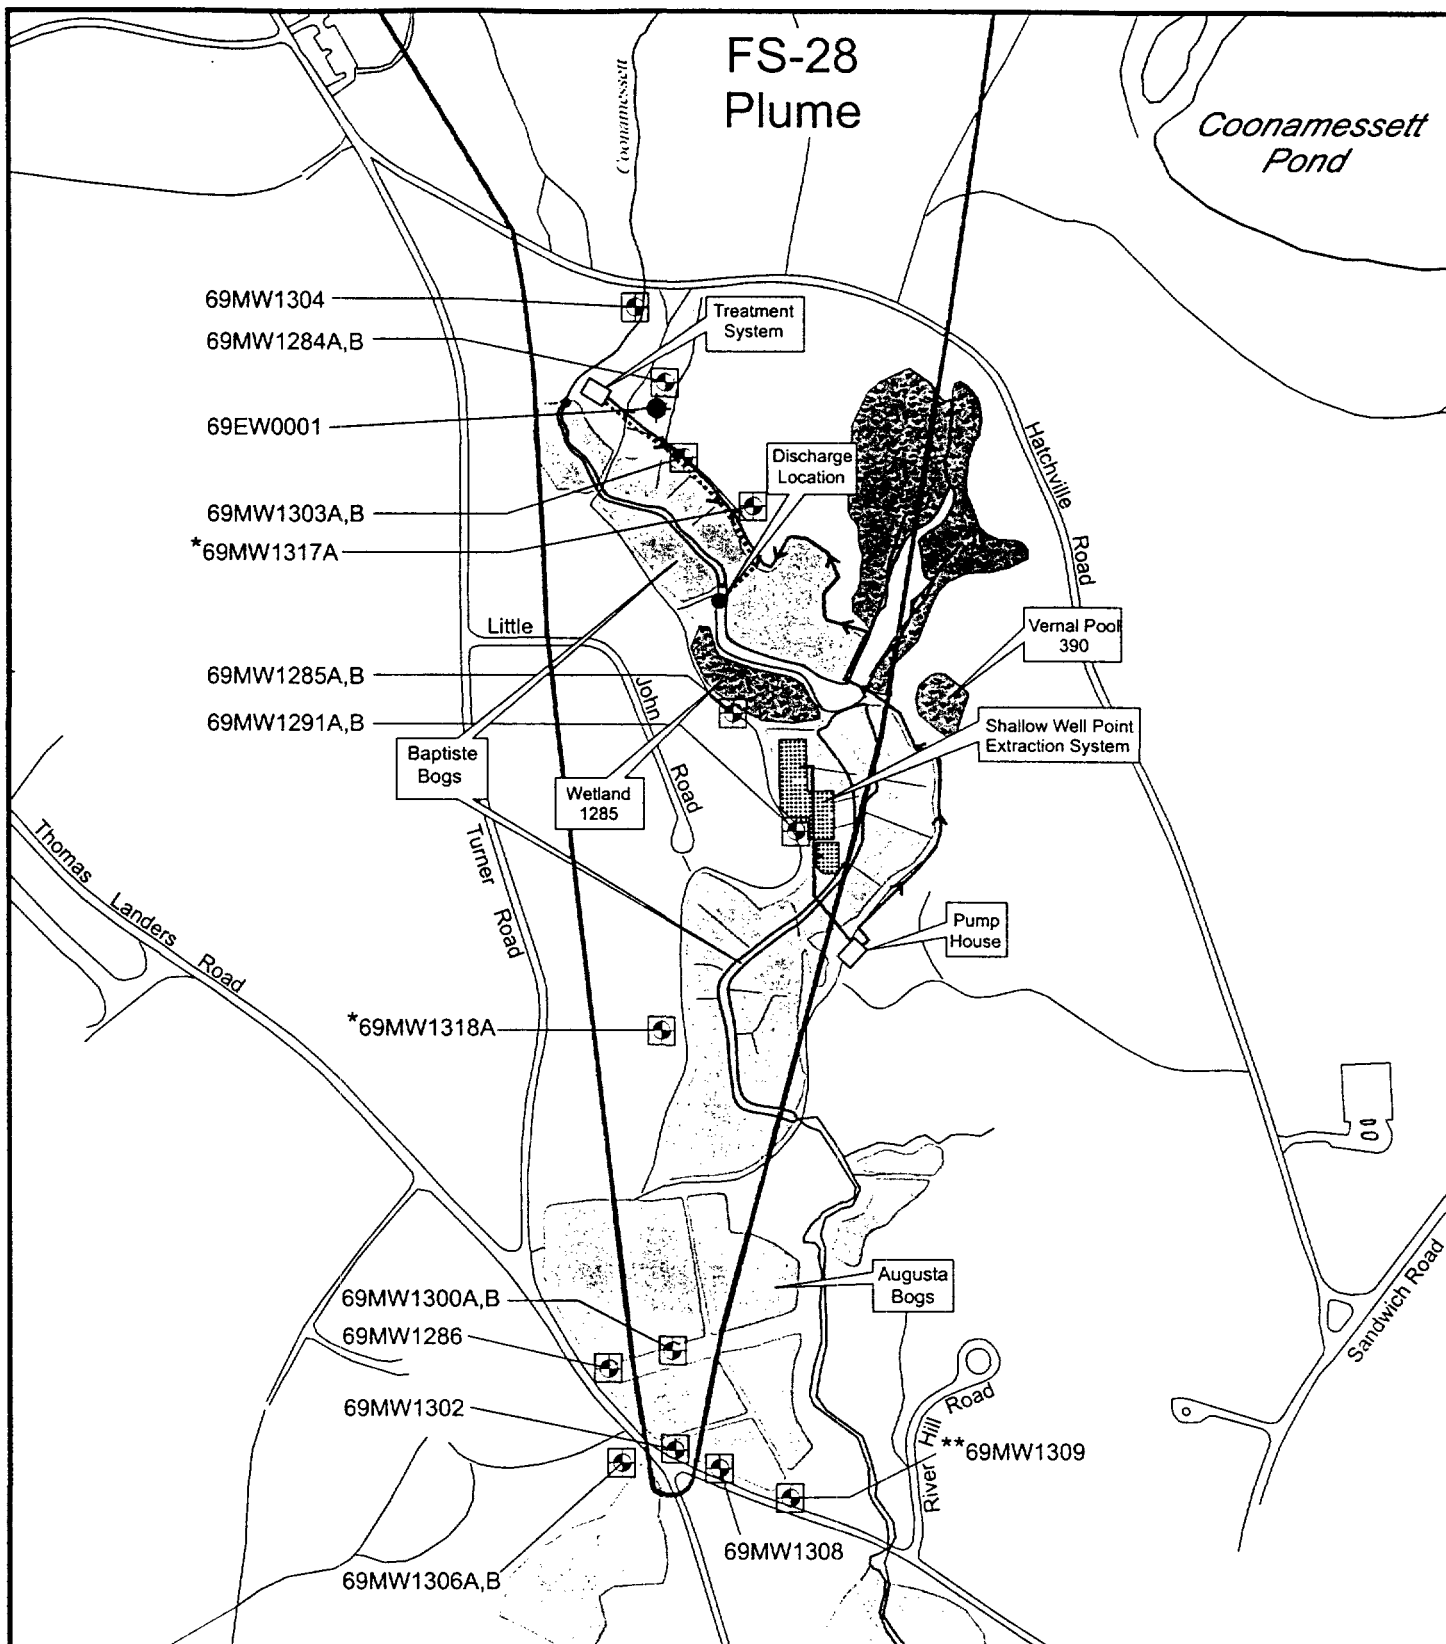 FS-28
Plume
Coonamessett
Coonamessett
Pond
69MW1304
Treatment
System
69MW1284A,B
69EW0001
Hatchville
Road
Discharge
Location
69MW1303A,B
*69MW1317A
Little
John
Road
Vernal Pool
390
69MW1285A,B
69MW1291A,B
Shallow Well Point
Extraction System
Baptiste
Bogs
Wetland
1285
Thomas
Landers
Road
Turner
Road
Pump
House
*69MW1318A
Augusta
Bogs
Sandwich Road
69MW1300A,B
69MW1286
69MW1302
River Hill Road
**69MW1309
69MW1308
69MW1306A,B